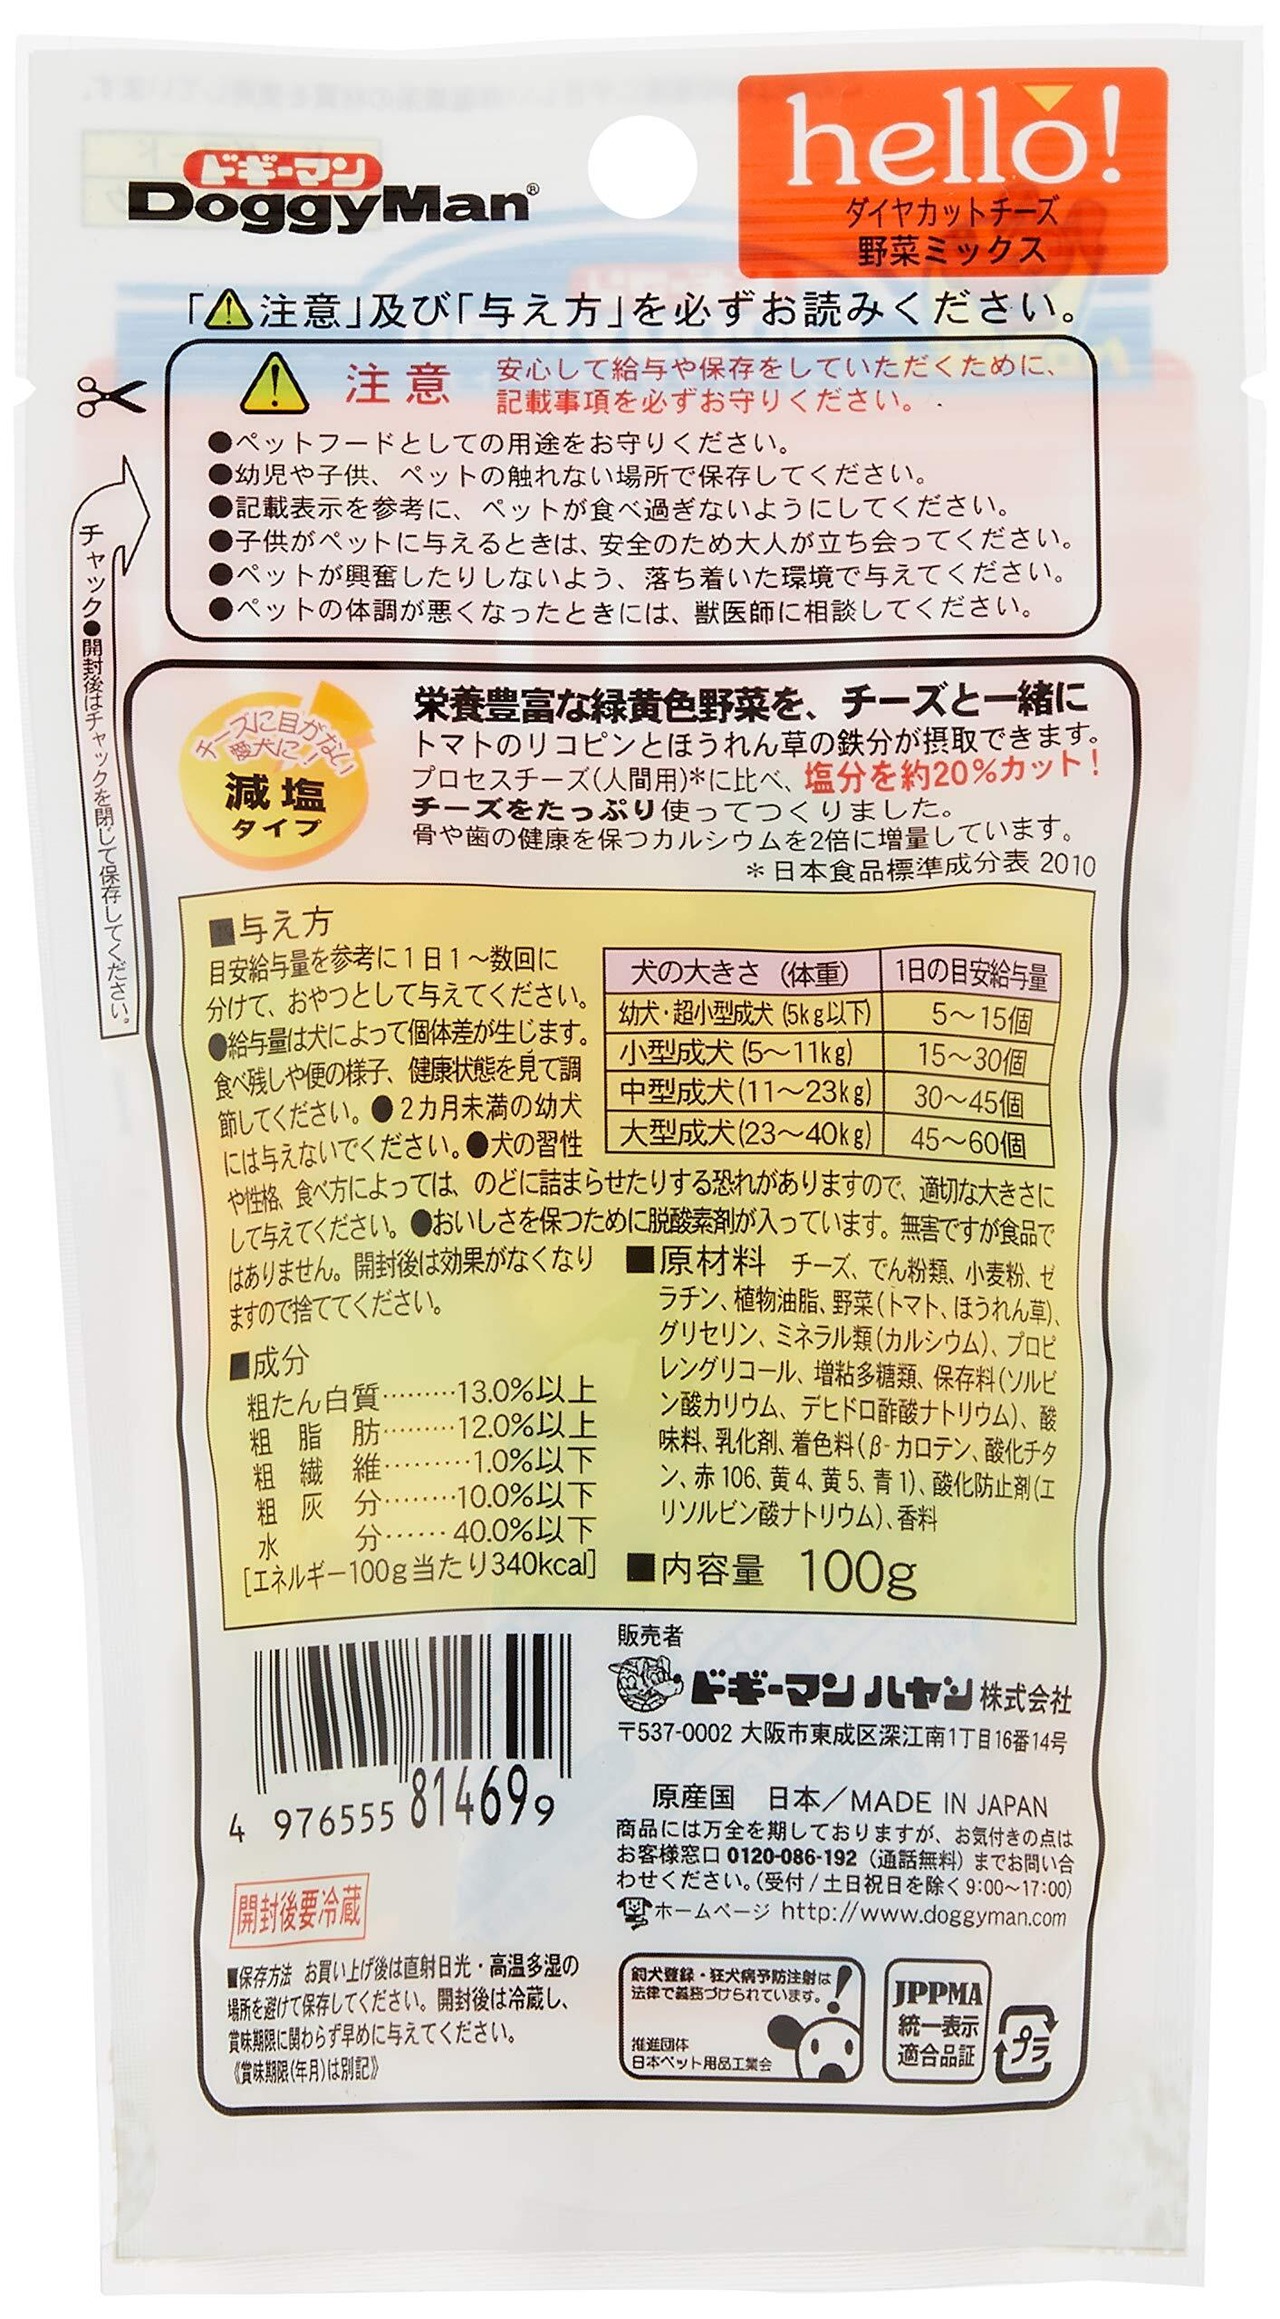 ドギーマン
DoggyMan®
hello!
ダイヤカットチーズ
野菜ミックス
「⚠注意」及び「与え方」を必ずお読みください。
注意
安心して給与や保存をしていただくために、
記載事項を必ずお守りください。
●ペットフードとしての用途をお守りください。
●幼児や子供、ペットの触れない場所で保存してください。
●記載表示を参考に、ペットが食べ過ぎないようにしてください。
●子供がペットに与えるときは、安全のため大人が立ち会ってください。
●ペットが興奮したりしないよう、落ち着いた環境で与えてください。
●ペットの体調が悪くなったときには、獣医師に相談してください。
チャック●開封後はチャックを閉じて保存してください。
チーズに目がない
愛犬に!
減塩
タイプ
栄養豊富な緑黄色野菜を、チーズと一緒に
トマトのリコピンとほうれん草の鉄分が摂取できます。
プロセスチーズ(人間用)*に比べ、塩分を約20%カット!
チーズをたっぷり使ってつくりました。
骨や歯の健康を保つカルシウムを2倍に増量しています。
*日本食品標準成分表 2010
■与え方
目安給与量を参考に1日1～数回に
分けて、おやつとして与えてください。
●給与量は犬によって個体差が生じます。
食べ残しや便の様子、健康状態を見て調
節してください。●2カ月未満の幼犬
には与えないでください。●犬の習性
や性格、食べ方によっては、のどに詰まらせたりする恐れがありますので、適切な大きさに
して与えてください。●おいしさを保つために脱酸素剤が入っています。無害ですが食品で
はありません。開封後は効果がなくなり
ますので捨ててください。
犬の大きさ（体重） 1日の目安給与量
幼犬・超小型成犬(5kg以下) 5～15個
小型成犬(5～11kg) 15～30個
中型成犬(11～23kg) 30～45個
大型成犬(23～40kg) 45～60個
■成分
粗たん白質………13.0%以上
粗脂肪………12.0%以上
粗繊維………1.0%以下
粗灰分………10.0%以下
水分……40.0%以下
[エネルギー100g当たり340kcal]
■原材料 チーズ、でん粉類、小麦粉、ゼ
ラチン、植物油脂、野菜(トマト、ほうれん草)、
グリセリン、ミネラル類(カルシウム)、プロピ
レングリコール、増粘多糖類、保存料(ソルビ
ン酸カリウム、デヒドロ酢酸ナトリウム)、酸
味料、乳化剤、着色料(β-カロテン、酸化チタ
ン、赤106、黄4、黄5、青1)、酸化防止剤(エ
リソルビン酸ナトリウム)、香料
■内容量 100g
4 976555 814699
開封後要冷蔵
■保存方法 お買い上げ後は直射日光・高温多湿の
場所を避けて保存してください。開封後は冷蔵し、
賞味期限に関わらず早めに与えてください。
《賞味期限(年月)は別記》
販売者
ドギーマンハヤシ株式会社
〒537-0002 大阪市東成区深江南1丁目16番14号
原産国 日本／MADE IN JAPAN
商品には万全を期しておりますが、お気付きの点は
お客様窓口 0120-086-192（通話無料）までお問い合
わせください。(受付/土日祝日を除く9:00～17:00)
ホームページ http://www.doggyman.com
飼犬登録・狂犬病予防注射は
法律で義務づけられています。
推進団体
日本ペット用品工業会
JPPMA
統一表示
適合品証
プラ